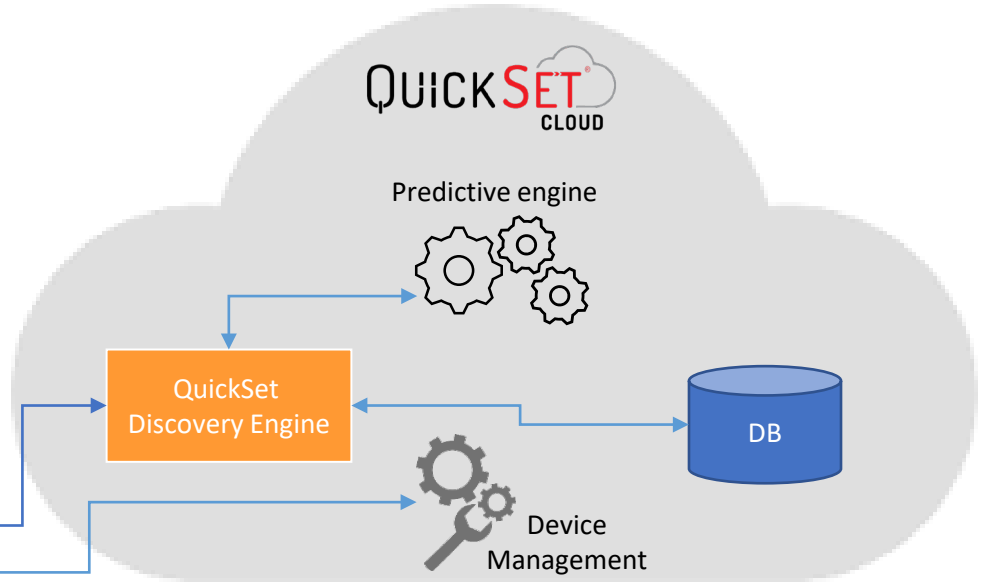 QUICKSET®
CLOUD
Predictive engine
QuickSet
Discovery Engine
DB
Device
Management